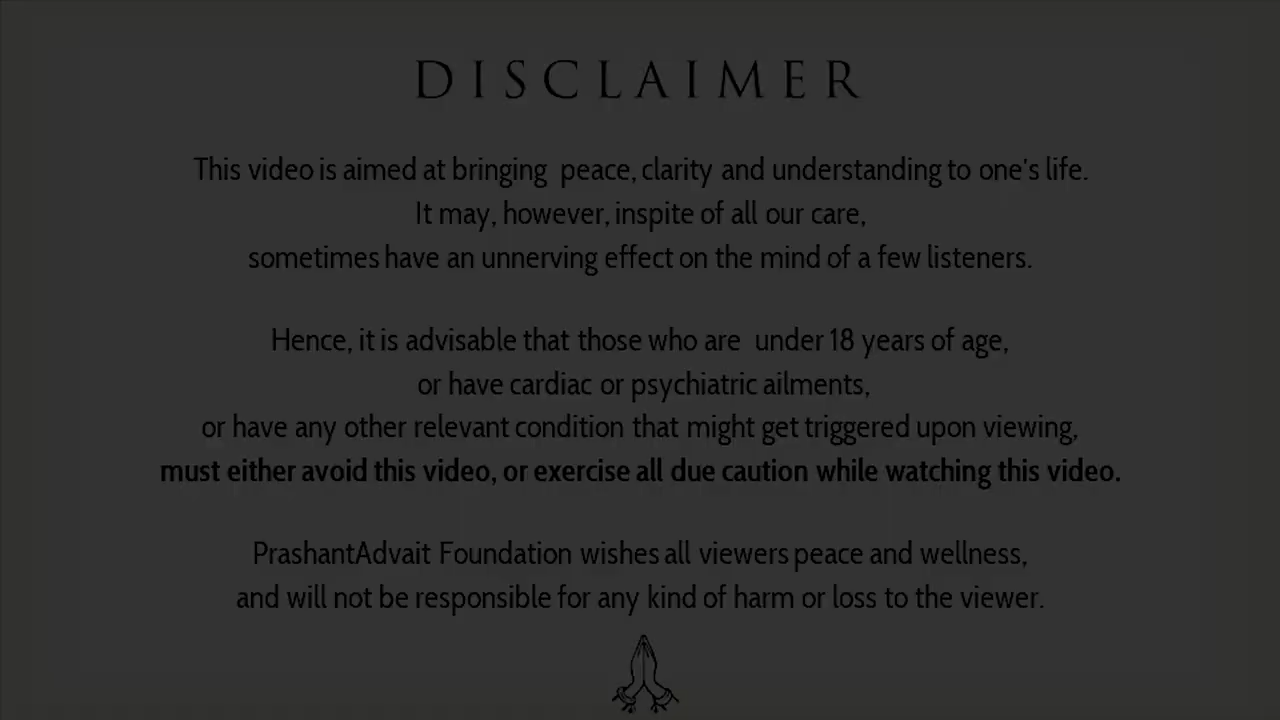 DISCLAIMER
This video is aimed at bringing peace, clarity and understanding to one's life.
It may, however, inspite of all our care,
sometimes have an unnerving effect on the mind of a few listeners.
Hence, it is advisable that those who are under 18 years of age,
or have cardiac or psychiatric ailments,
or have any other relevant condition that might get triggered upon viewing,
must either avoid this video, or exercise all due caution while watching this video.
PrashantAdvait Foundation wishes all viewers peace and wellness,
and will not be responsible for any kind of harm or loss to the viewer.